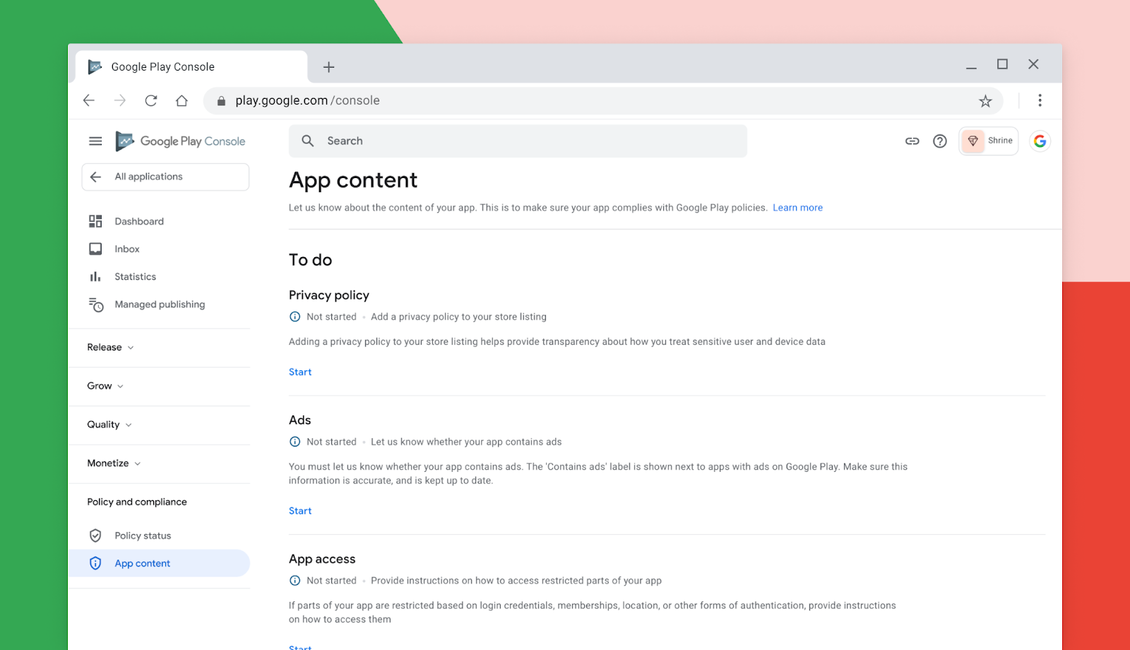 Google Play Console
play.google.com/console
Google Play Console
Search
Shrine
All applications
App content
Let us know about the content of your app. This is to make sure your app complies with Google Play policies. Learn more
Dashboard
Inbox
Statistics
Managed publishing
Release
Grow
Quality
Monetize
Policy and compliance
Policy status
App content
To do
Privacy policy
Not started - Add a privacy policy to your store listing
Adding a privacy policy to your store listing helps provide transparency about how you treat sensitive user and device data
Start
Ads
Not started - Let us know whether your app contains ads
You must let us know whether your app contains ads. The 'Contains ads' label is shown next to apps with ads on Google Play. Make sure this
information is accurate, and is kept up to date.
Start
App access
Not started - Provide instructions on how to access restricted parts of your app
If parts of your app are restricted based on login credentials, memberships, location, or other forms of authentication, provide instructions
on how to access them
Start